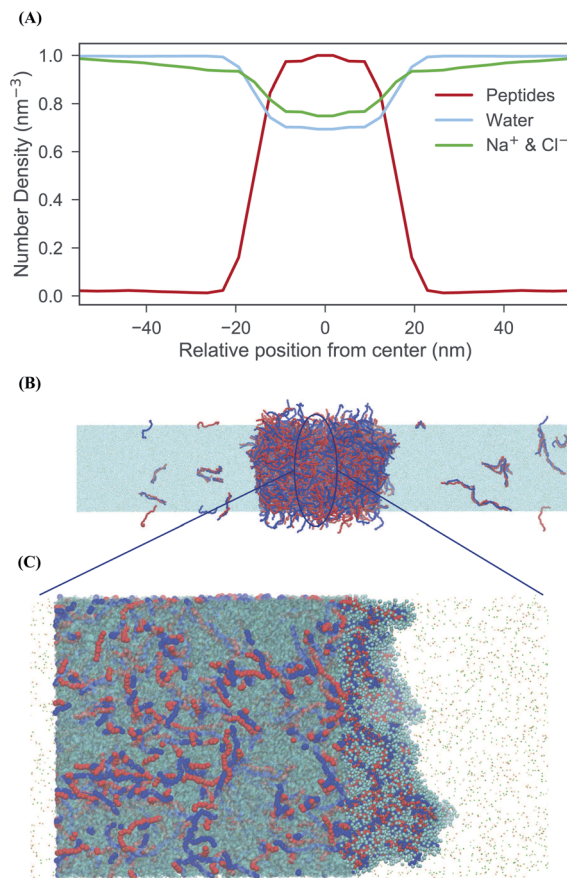 (A)
Number Density (nm⁻³)
1.0
0.8
0.6
0.4
0.2
0.0
Peptides
Water
Na⁺ & Cl⁻
−40
−20
0
20
40
Relative position from center (nm)
(B)
(C)